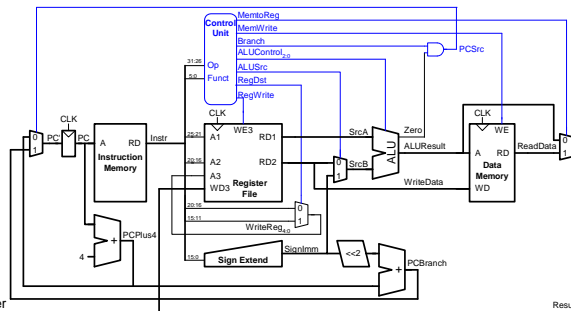 Control
Unit
MemtoReg
MemWrite
Branch
ALUControl2:0
PCSrc
31:26
Op
ALUSrc
5:0
Funct
RegDst
RegWrite
CLK
CLK
CLK
0
1
PC'
PC
A
RD
Instruction
Memory
Instr
25:21
A1
WE3
RD1
SrcA
Zero
WE
0
1
20:16
A2
RD2
0
1
SrcB
ALU
ALUResult
A
RD
Data
Memory
ReadData
A3
WD3
Register
File
WriteData
WD
20:16
0
15:11
1
WriteReg4:0
PCPlus4
+
4
SignImm
15:0
Sign Extend
<<2
+
PCBranch
er
Resu